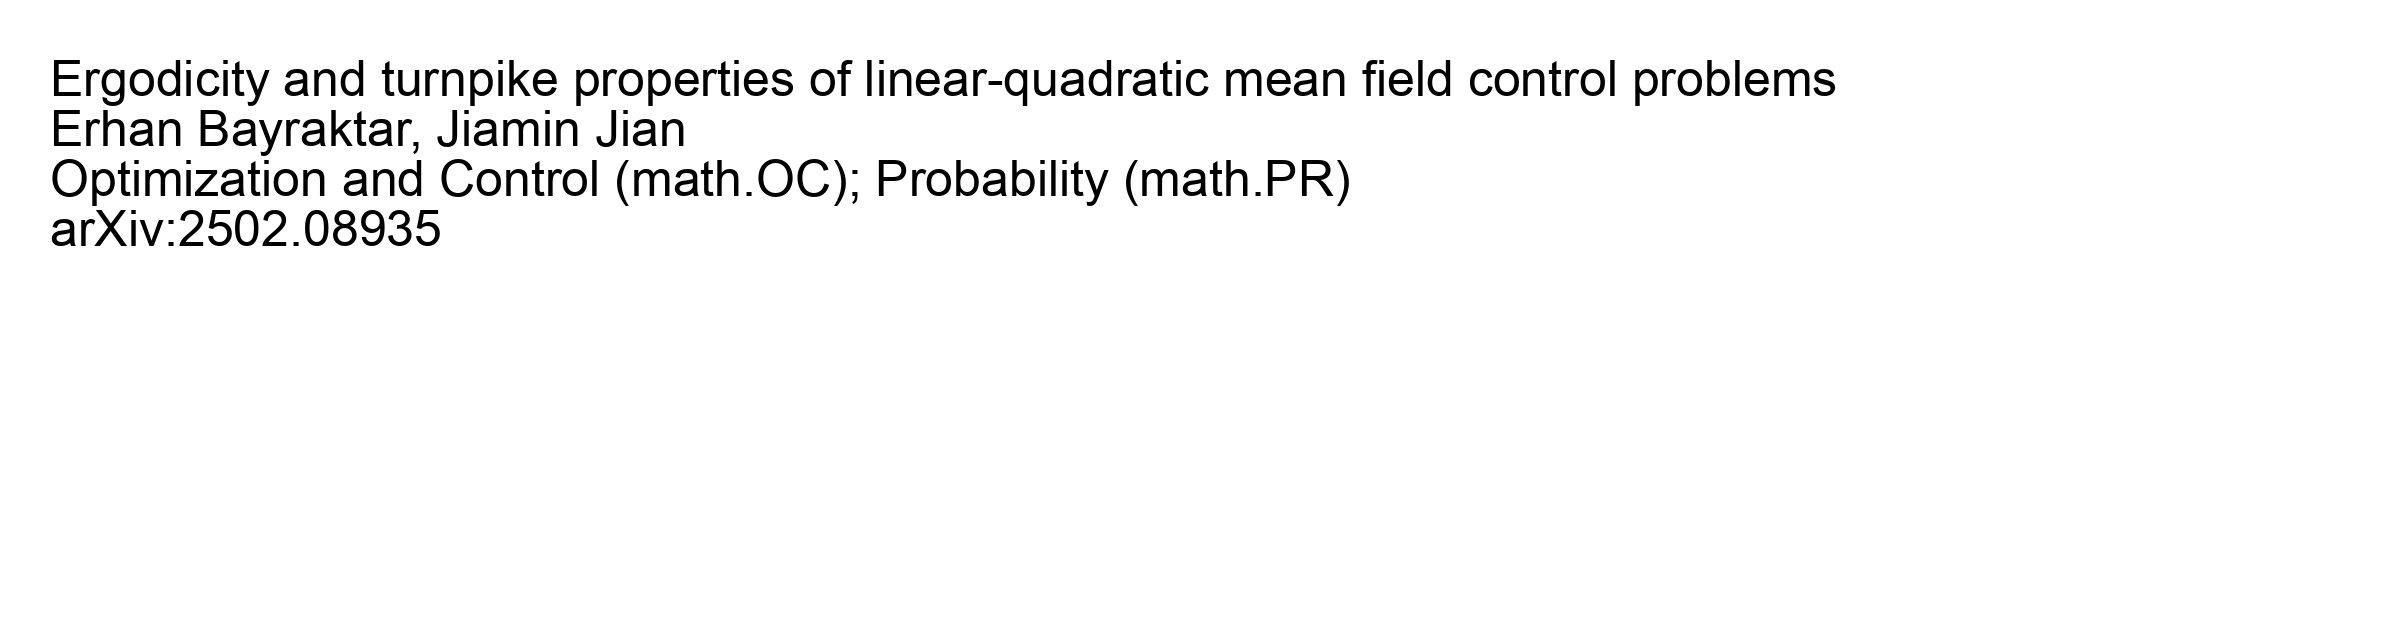 Ergodicity and turnpike properties of linear-quadratic mean field control problems
Erhan Bayraktar, Jiamin Jian
Optimization and Control (math.OC); Probability (math.PR)
arXiv:2502.08935